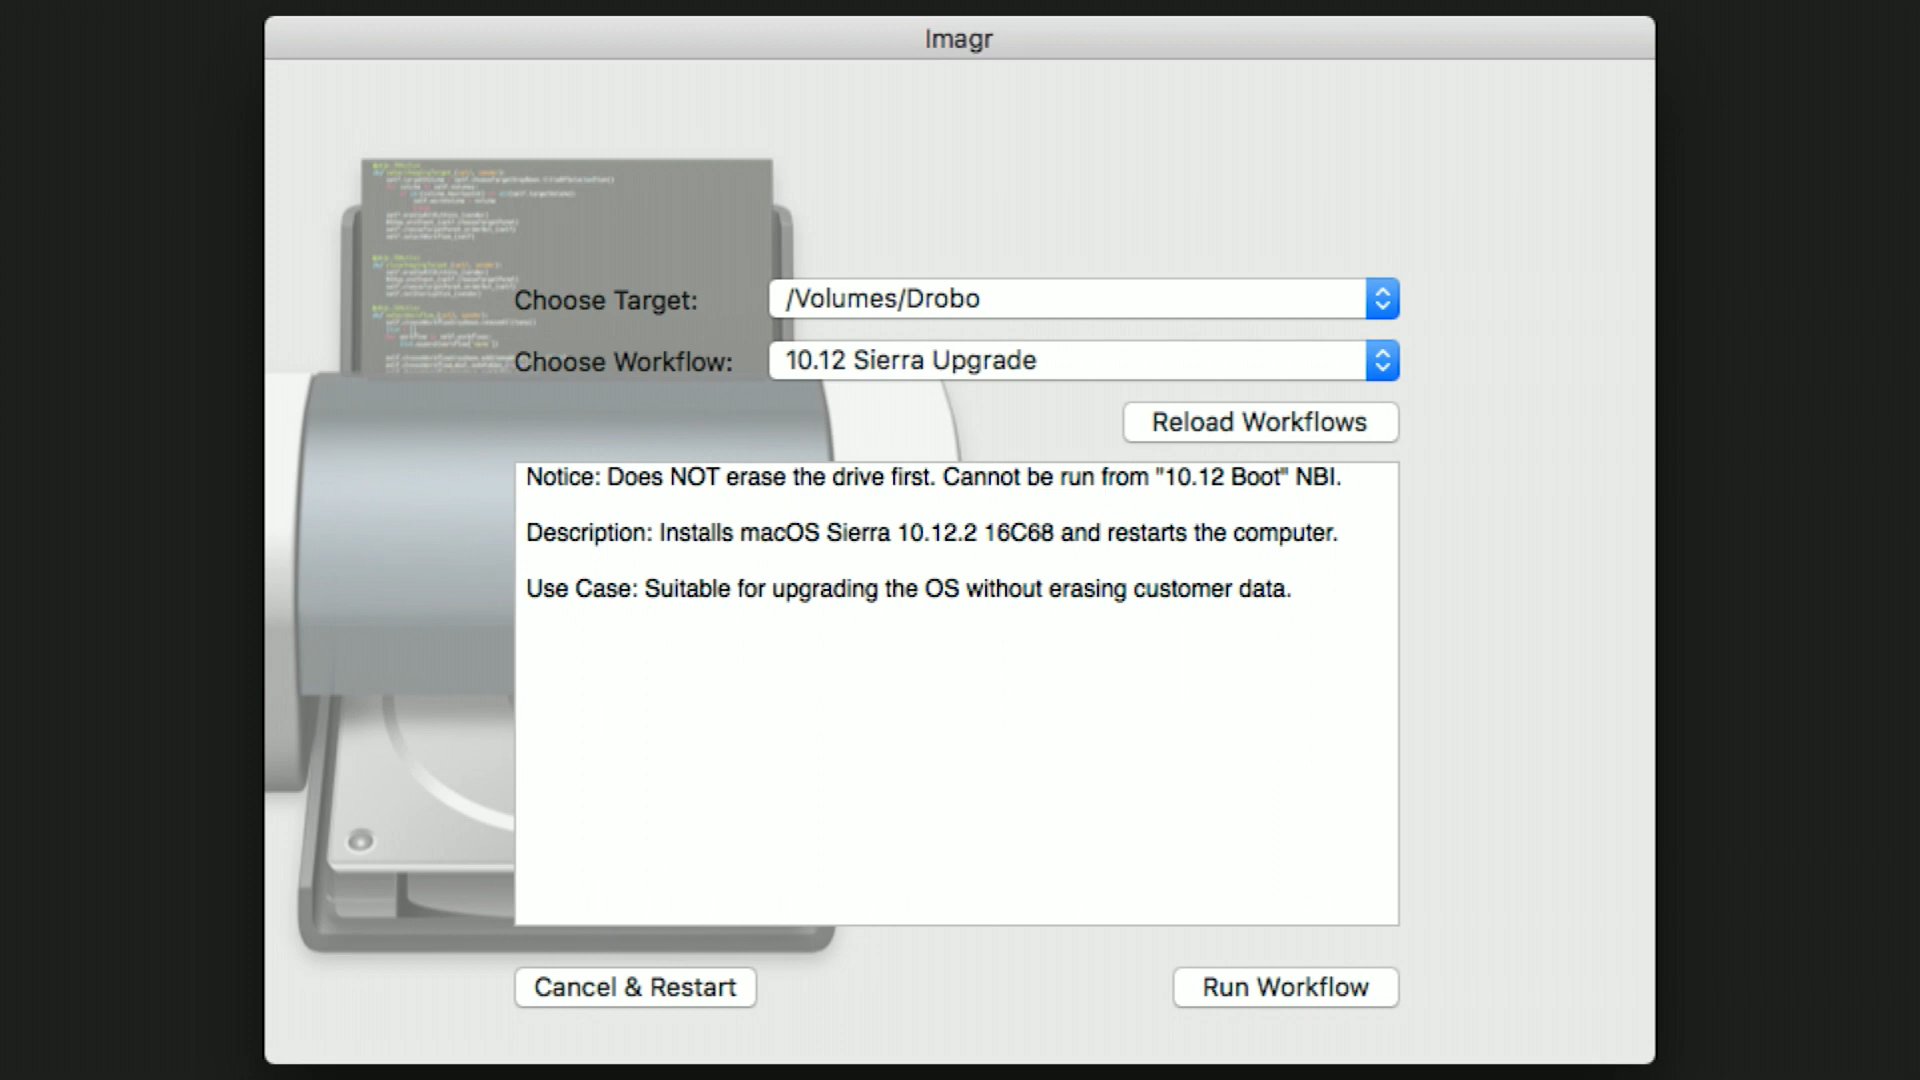 Imagr
Choose Target:
/Volumes/Drobo
Choose Workflow:
10.12 Sierra Upgrade
Reload Workflows
Notice: Does NOT erase the drive first. Cannot be run from "10.12 Boot" NBI.
Description: Installs macOS Sierra 10.12.2 16C68 and restarts the computer.
Use Case: Suitable for upgrading the OS without erasing customer data.
Cancel & Restart
Run Workflow